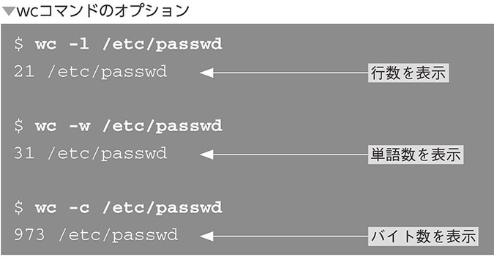 ▼wcコマンドのオプション
$ wc -l /etc/passwd
21 /etc/passwd 行数を表示
$ wc -w /etc/passwd
31 /etc/passwd 単語数を表示
$ wc -c /etc/passwd
973 /etc/passwd バイト数を表示